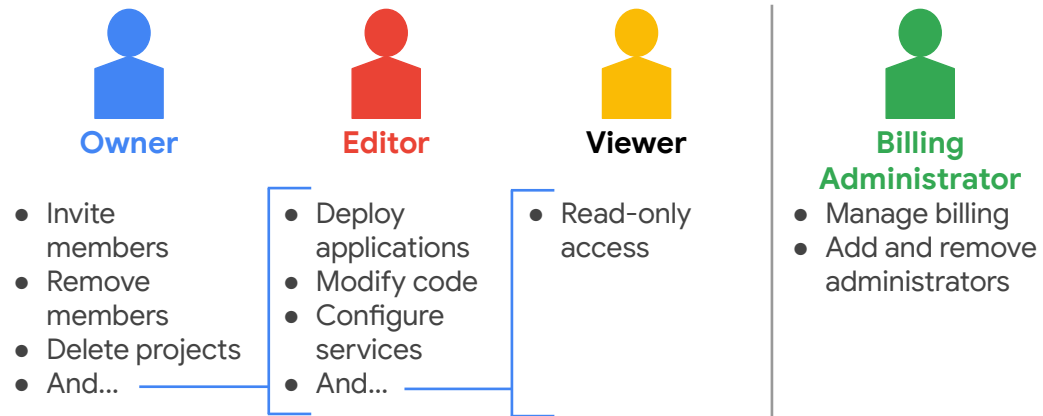 Owner
● Invite
members
● Remove
members
● Delete projects
● And...
Editor
● Deploy
applications
● Modify code
● Configure
services
● And...
Viewer
● Read-only
access
Billing
Administrator
● Manage billing
● Add and remove
administrators